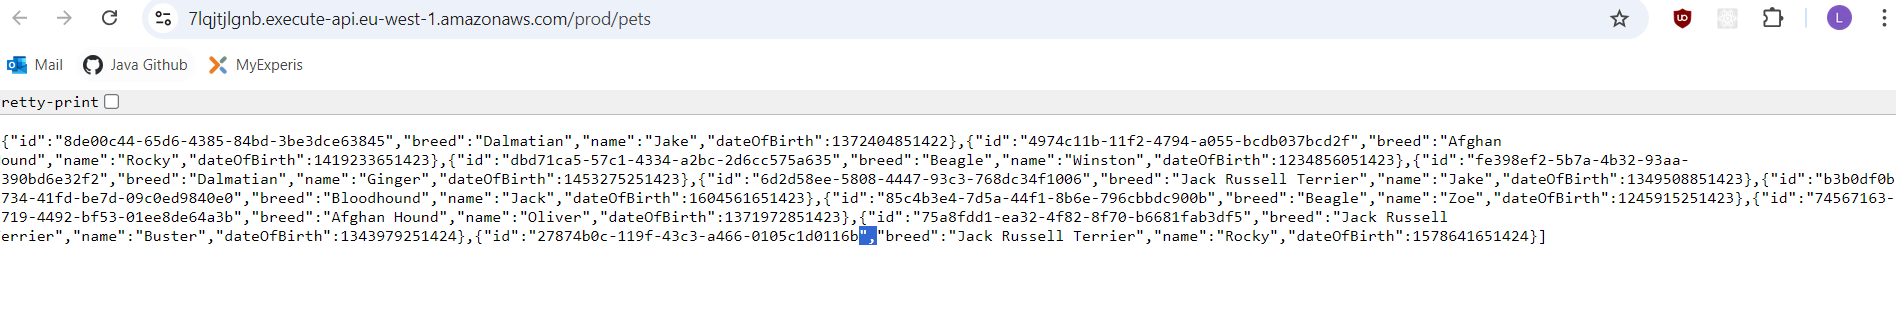 7lqjtjlgnb.execute-api.eu-west-1.amazonaws.com/prod/pets
L
Mail
Java Github
MyExperis
retty-print
{"id":"8de00c44-65d6-4385-84bd-3be3dce63845","breed":"Dalmatian","name":"Jake","dateOfBirth":1372404851422},{"id":"4974c11b-11f2-4794-a055-bcdb037bcd2f","breed":"Afghan
ound","name":"Rocky","dateOfBirth":1419233651423},{"id":"dbd71ca5-57c1-4334-a2bc-2d6cc575a635","breed":"Beagle","name":"Winston","dateOfBirth":1234856051423},{"id":"fe398ef2-5b7a-4b32-93aa-
390bd6e32f2","breed":"Dalmatian","name":"Ginger","dateOfBirth":1453275251423},{"id":"6d2d58ee-5808-4447-93c3-768dc34f1006","breed":"Jack Russell Terrier","name":"Jake","dateOfBirth":1349508851423},{"id":"b3b0df0b
734-41fd-be7d-09c0ed9840e0","breed":"Bloodhound","name":"Jack","dateOfBirth":1604561651423},{"id":"85c4b3e4-7d5a-44f1-8b6e-796cbbdc900b","breed":"Beagle","name":"Zoe","dateOfBirth":1245915251423},{"id":"74567163-
719-4492-bf53-01ee8de64a3b","breed":"Afghan Hound","name":"Oliver","dateOfBirth":1371972851423},{"id":"75a8fdd1-ea32-4f82-8f70-b6681fab3df5","breed":"Jack Russell
errier","name":"Buster","dateOfBirth":1343979251424},{"id":"27874b0c-119f-43c3-a466-0105c1d0116b","breed":"Jack Russell Terrier","name":"Rocky","dateOfBirth":1578641651424}]